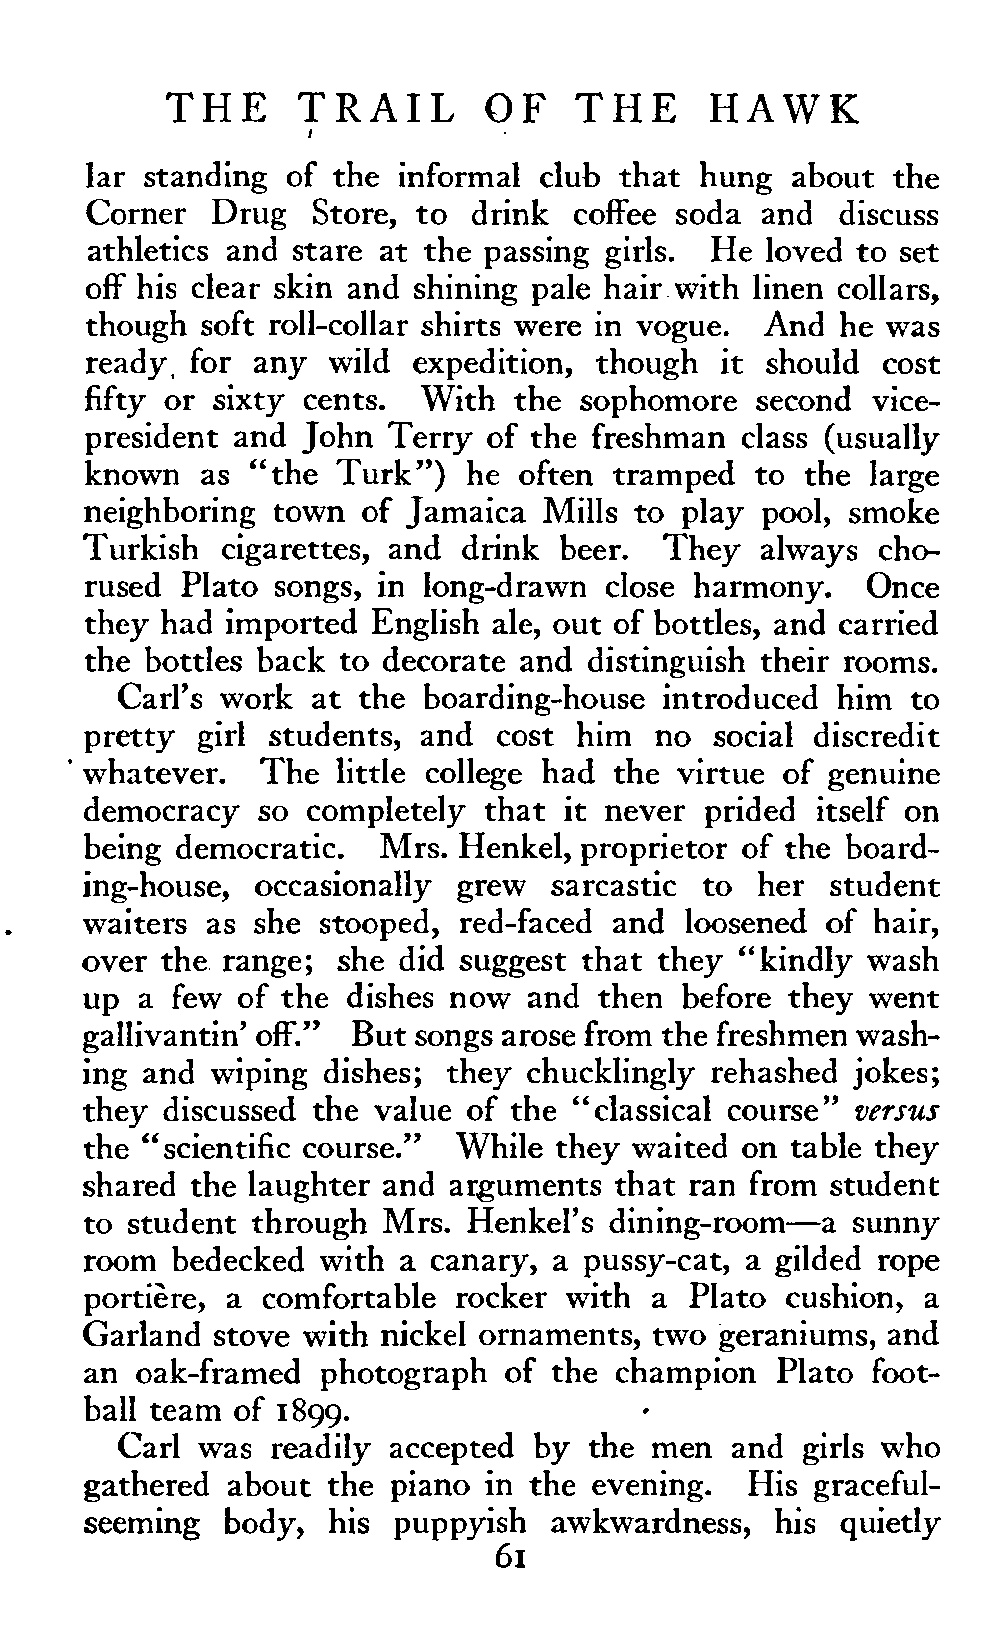 THE TRAIL OF THE HAWK
lar standing of the informal club that hung about the
Corner Drug Store, to drink coffee soda and discuss
athletics and stare at the passing girls. He loved to set
off his clear skin and shining pale hair with linen collars,
though soft roll-collar shirts were in vogue. And he was
ready for any wild expedition, though it should cost
fifty or sixty cents. With the sophomore second vice-
president and John Terry of the freshman class (usually
known as “the Turk”) he often tramped to the large
neighboring town of Jamaica Mills to play pool, smoke
Turkish cigarettes, and drink beer. They always cho-
rused Plato songs, in long-drawn close harmony. Once
they had imported English ale, out of bottles, and carried
the bottles back to decorate and distinguish their rooms.
Carl’s work at the boarding-house introduced him to
pretty girl students, and cost him no social discredit
whatever. The little college had the virtue of genuine
democracy so completely that it never prided itself on
being democratic. Mrs. Henkel, proprietor of the board-
ing-house, occasionally grew sarcastic to her student
waiters as she stooped, red-faced and loosened of hair,
over the range; she did suggest that they “kindly wash
up a few of the dishes now and then before they went
gallivantin’ off.” But songs arose from the freshmen wash-
ing and wiping dishes; they chucklingly rehashed jokes;
they discussed the value of the “classical course” versus
the “scientific course.” While they waited on table they
shared the laughter and arguments that ran from student
to student through Mrs. Henkel’s dining-room—a sunny
room bedecked with a canary, a pussy-cat, a gilded rope
portière, a comfortable rocker with a Plato cushion, a
Garland stove with nickel ornaments, two geraniums, and
an oak-framed photograph of the champion Plato foot-
ball team of 1899.
Carl was readily accepted by the men and girls who
gathered about the piano in the evening. His graceful-
seeming body, his puppyish awkwardness, his quietly
61